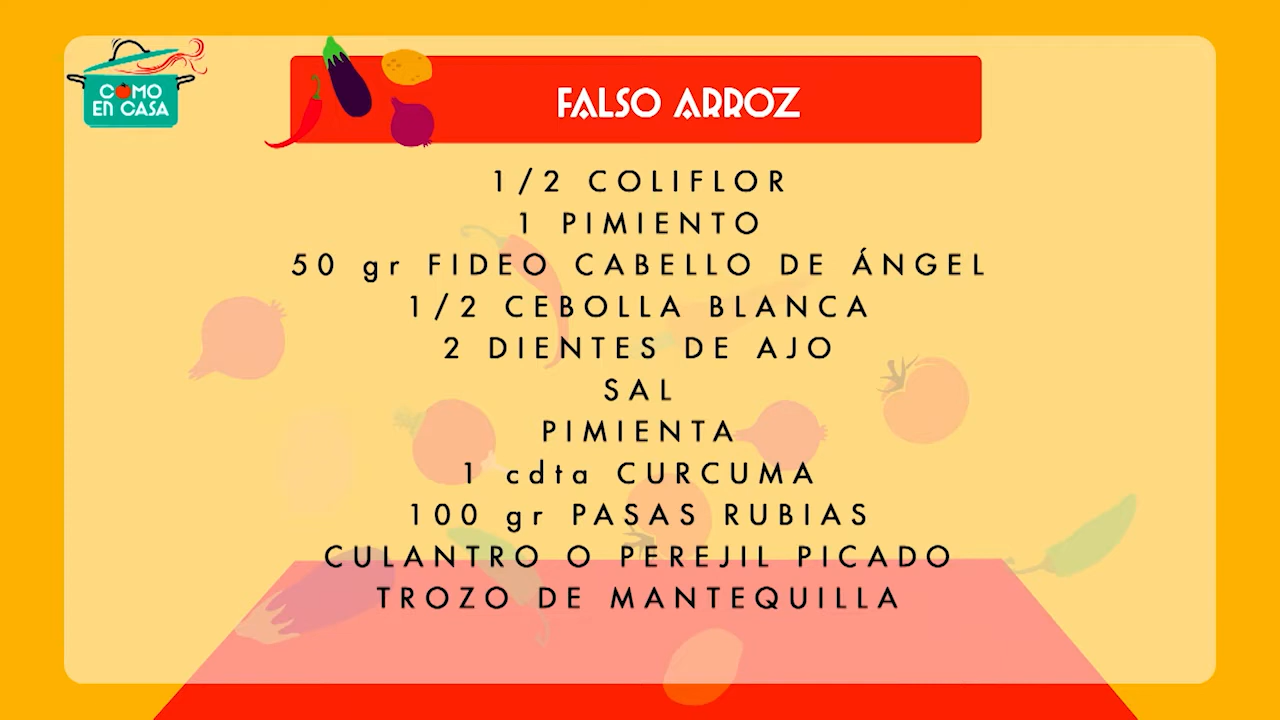 COMO
EN CASA
FALSO ARROZ
1/2 COLIFLOR
1 PIMIENTO
50 gr FIDEO CABELLO DE ÁNGEL
1/2 CEBOLLA BLANCA
2 DIENTES DE AJO
SAL
PIMIENTA
1 cdta CURCUMA
100 gr PASAS RUBIAS
CULANTRO O PEREJIL PICADO
TROZO DE MANTEQUILLA